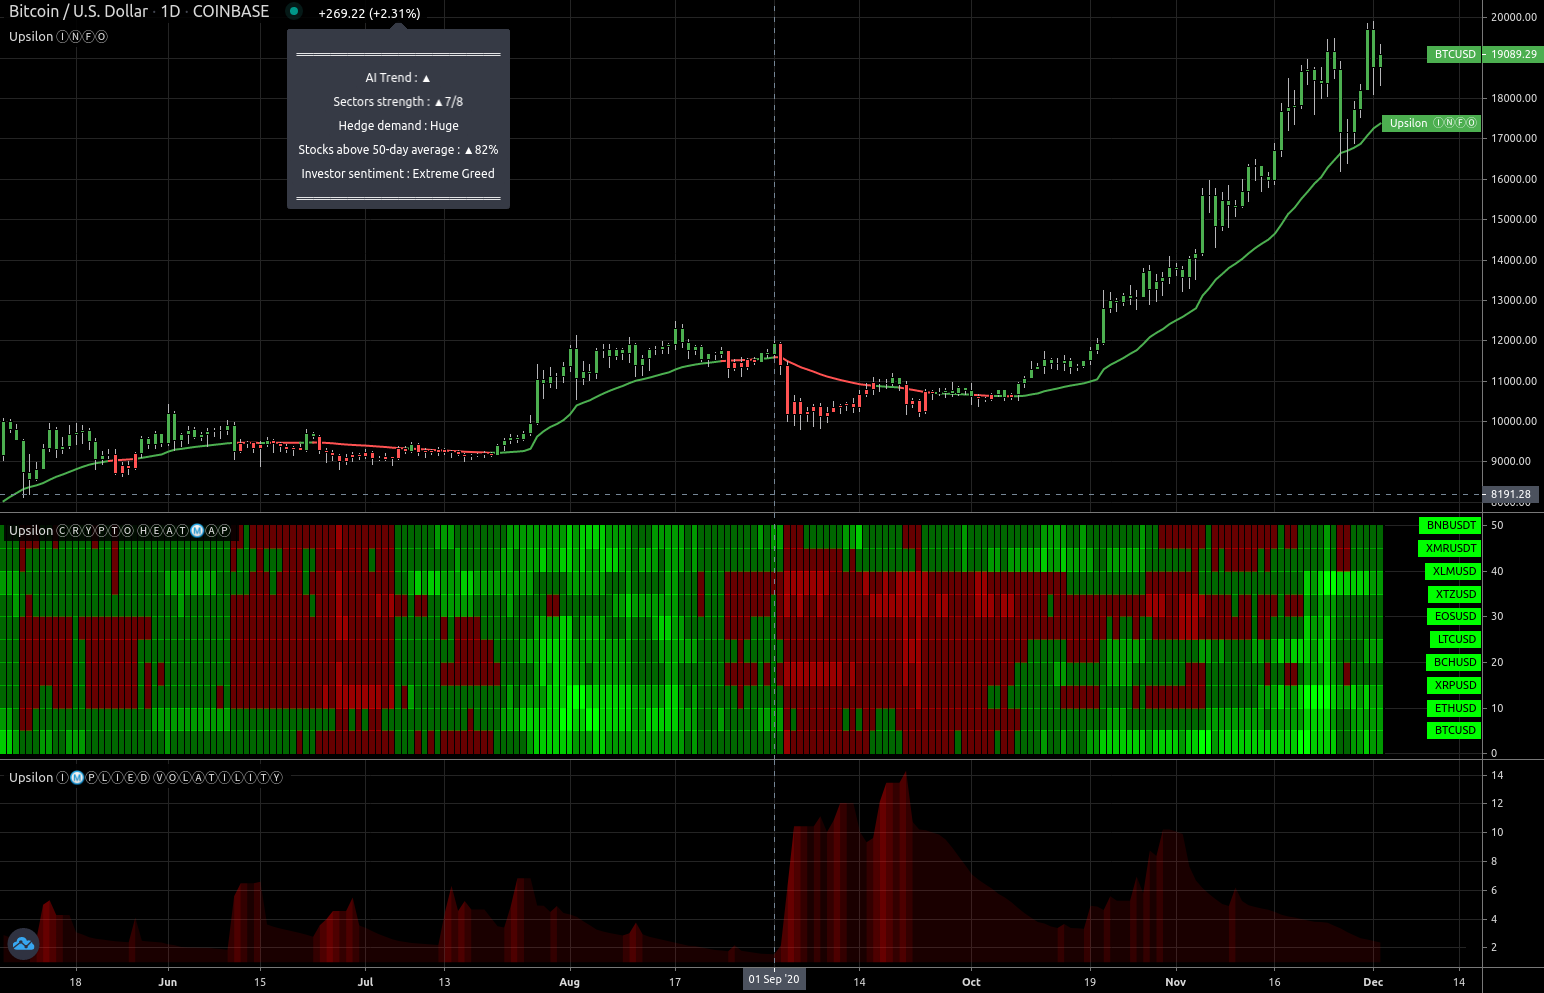 Bitcoin / U.S. Dollar · 1D · COINBASE +269.22 (+2.31%)
Upsilon ⒾⓃⒻⓄ
AI Trend : ▲
Sectors strength : ▲7/8
Hedge demand : Huge
Stocks above 50-day average : ▲82%
Investor sentiment : Extreme Greed
20000.00
BTCUSD 19089.29
18000.00
Upsilon ⒾⓃⒻⓄ
17000.00
16000.00
15000.00
14000.00
13000.00
12000.00
11000.00
10000.00
9000.00
8191.28
8000.00
Upsilon ⒸⓇⓎⓅⓉⓄ ⒽⒺⒶⓉⓂⒶⓅ
BNBUSDT 50
XMRUSDT
XLMUSD 40
XTZUSD
EOSUSD 30
LTCUSD
BCHUSD 20
XRPUSD
ETHUSD 10
BTCUSD
0
Upsilon ⒾⓂⓅⓁⒾⒺⒹ ⓋⓄⓁⒶⓉⒾⓁⒾⓉⓎ
14
12
10
8
6
4
2
18 Jun 15 Jul 13 Aug 17 01 Sep '20 14 Oct 19 Nov 16 Dec 14